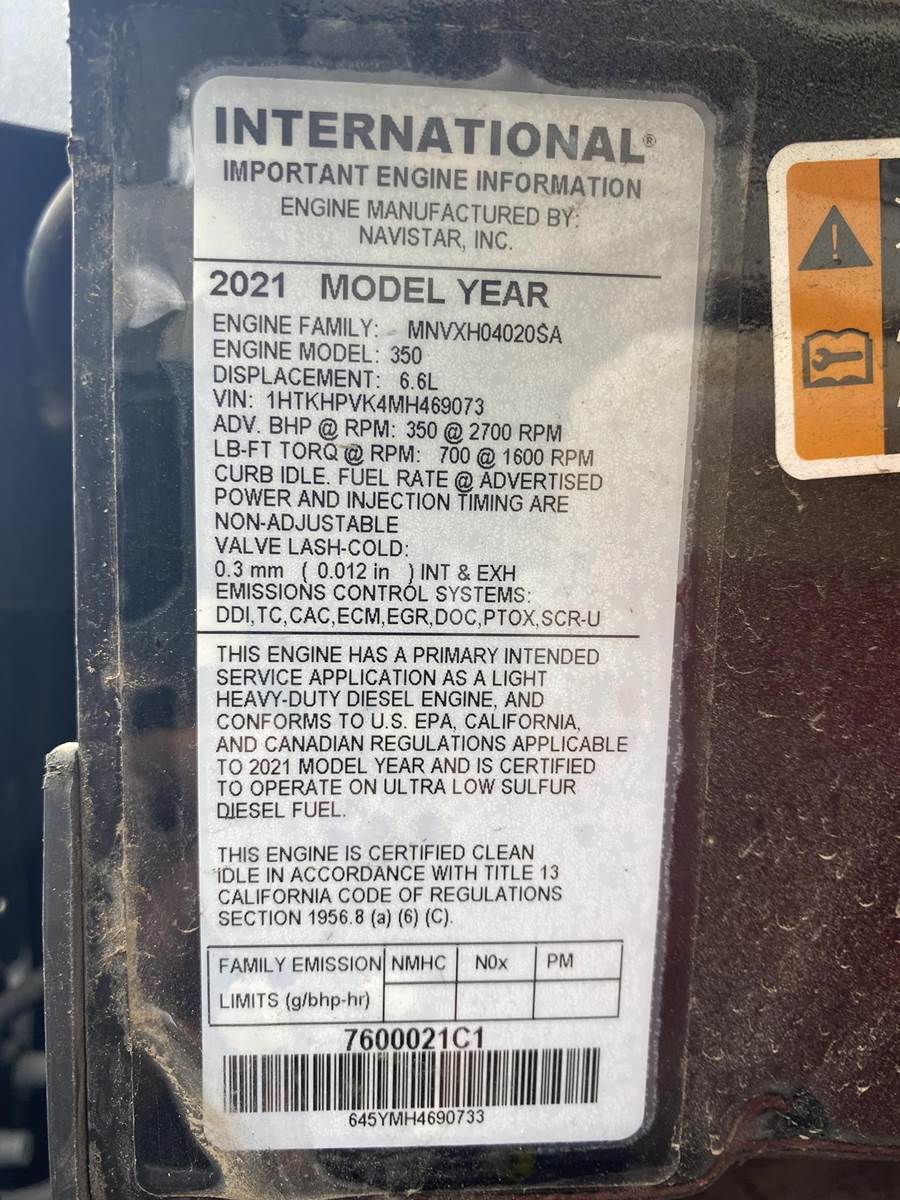 INTERNATIONAL®
IMPORTANT ENGINE INFORMATION
ENGINE MANUFACTURED BY:
NAVISTAR, INC.
2021 MODEL YEAR
ENGINE FAMILY: MNVXH04020SA
ENGINE MODEL: 350
DISPLACEMENT: 6.6L
VIN: 1HTKHPVK4MH469073
ADV. BHP @ RPM: 350 @ 2700 RPM
LB-FT TORQ @ RPM: 700 @ 1600 RPM
CURB IDLE. FUEL RATE @ ADVERTISED
POWER AND INJECTION TIMING ARE
NON-ADJUSTABLE
VALVE LASH-COLD:
0.3 mm ( 0.012 in ) INT & EXH
EMISSIONS CONTROL SYSTEMS:
DDI,TC,CAC,ECM,EGR,DOC,PTOX,SCR-U
THIS ENGINE HAS A PRIMARY INTENDED
SERVICE APPLICATION AS A LIGHT
HEAVY-DUTY DIESEL ENGINE, AND
CONFORMS TO U.S. EPA, CALIFORNIA,
AND CANADIAN REGULATIONS APPLICABLE
TO 2021 MODEL YEAR AND IS CERTIFIED
TO OPERATE ON ULTRA LOW SULFUR
DIESEL FUEL.
THIS ENGINE IS CERTIFIED CLEAN
IDLE IN ACCORDANCE WITH TITLE 13
CALIFORNIA CODE OF REGULATIONS
SECTION 1956.8 (a) (6) (C).
FAMILY EMISSION NMHC N0x PM
LIMITS (g/bhp-hr)
7600021C1
645YMH4690733